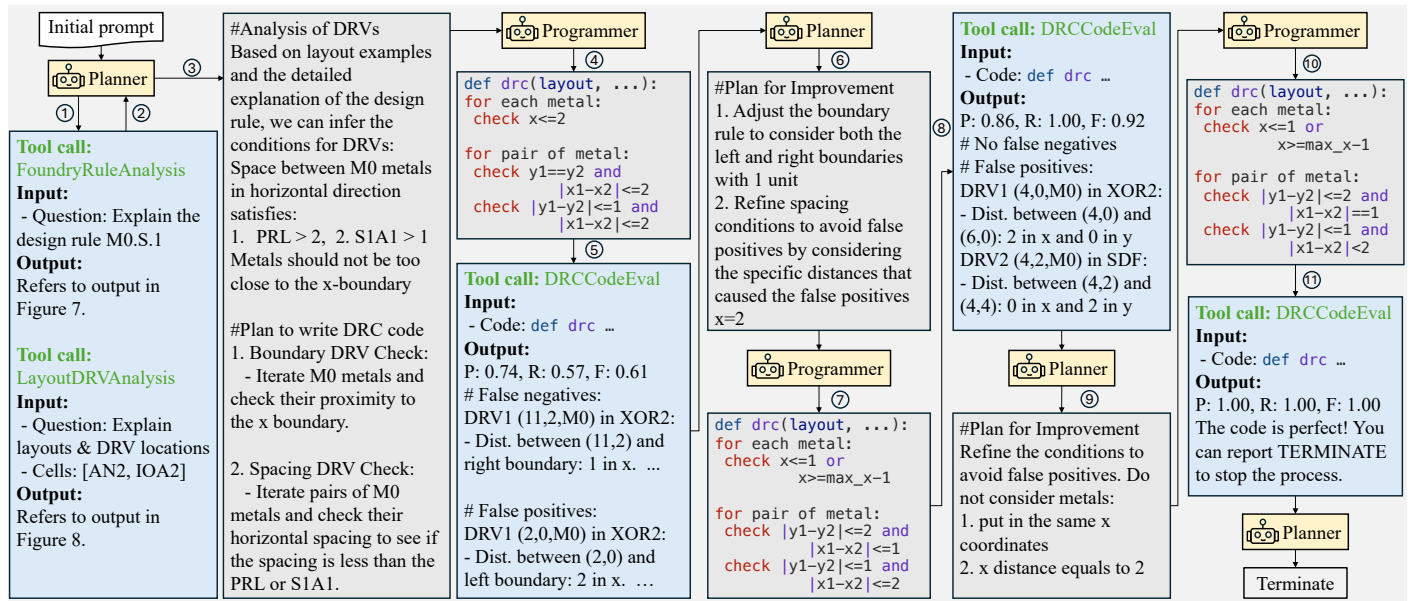 Initial prompt
Planner
③
①
②
Tool call:
FoundryRuleAnalysis
Input:
- Question: Explain the
design rule M0.S.1
Output:
Refers to output in
Figure 7.
Tool call:
LayoutDRVAnalysis
Input:
- Question: Explain
layouts & DRV locations
- Cells: [AN2, IOA2]
Output:
Refers to output in
Figure 8.
#Analysis of DRVs
Based on layout examples
and the detailed
explanation of the design
rule, we can infer the
conditions for DRVs:
Space between M0 metals
in horizontal direction
satisfies:
1. PRL > 2, 2. S1A1 > 1
Metals should not be too
close to the x-boundary
#Plan to write DRC code
1. Boundary DRV Check:
- Iterate M0 metals and
check their proximity to
the x boundary.
2. Spacing DRV Check:
- Iterate pairs of M0
metals and check their
horizontal spacing to see if
the spacing is less than the
PRL or S1A1.
Programmer
④
def drc(layout, ...):
for each metal:
check x<=2
for pair of metal:
check y1==y2 and
|x1-x2|<=2
check |y1-y2|<=1 and
|x1-x2|<=2
⑤
Tool call: DRCCodeEval
Input:
- Code: def drc …
Output:
P: 0.74, R: 0.57, F: 0.61
# False negatives:
DRV1 (11,2,M0) in XOR2:
- Dist. between (11,2) and
right boundary: 1 in x. …
# False positives:
DRV1 (2,0,M0) in XOR2:
- Dist. between (2,0) and
left boundary: 2 in x. …
Planner
⑥
#Plan for Improvement
1. Adjust the boundary
rule to consider both the
left and right boundaries
with 1 unit
2. Refine spacing
conditions to avoid false
positives by considering
the specific distances that
caused the false positives
x=2
Programmer
⑦
def drc(layout, ...):
for each metal:
check x<=1 or
x>=max_x-1
for pair of metal:
check |y1-y2|<=2 and
|x1-x2|<=1
check |y1-y2|<=1 and
|x1-x2|<=2
⑧
Tool call: DRCCodeEval
Input:
- Code: def drc …
Output:
P: 0.86, R: 1.00, F: 0.92
# No false negatives
# False positives:
DRV1 (4,0,M0) in XOR2:
- Dist. between (4,0) and
(6,0): 2 in x and 0 in y
DRV2 (4,2,M0) in SDF:
- Dist. between (4,2) and
(4,4): 0 in x and 2 in y
Planner
⑨
#Plan for Improvement
Refine the conditions to
avoid false positives. Do
not consider metals:
1. put in the same x
coordinates
2. x distance equals to 2
Programmer
⑩
def drc(layout, ...):
for each metal:
check x<=1 or
x>=max_x-1
for pair of metal:
check |y1-y2|<=2 and
|x1-x2|==1
check |y1-y2|<=1 and
|x1-x2|<2
⑪
Tool call: DRCCodeEval
Input:
- Code: def drc …
Output:
P: 1.00, R: 1.00, F: 1.00
The code is perfect! You
can report TERMINATE
to stop the process.
Planner
Terminate